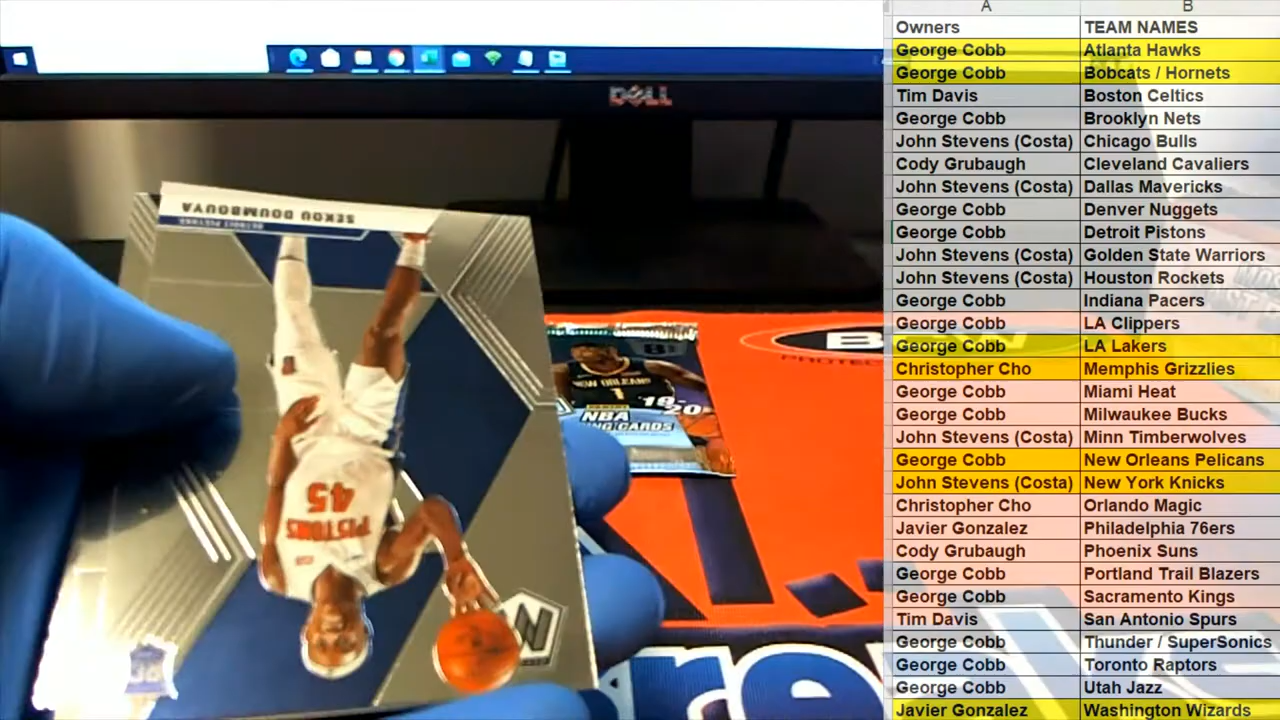 A B
Owners TEAM NAMES
George Cobb Atlanta Hawks
George Cobb Bobcats / Hornets
Tim Davis Boston Celtics
George Cobb Brooklyn Nets
John Stevens (Costa) Chicago Bulls
Cody Grubaugh Cleveland Cavaliers
John Stevens (Costa) Dallas Mavericks
George Cobb Denver Nuggets
George Cobb Detroit Pistons
John Stevens (Costa) Golden State Warriors
John Stevens (Costa) Houston Rockets
George Cobb Indiana Pacers
George Cobb LA Clippers
George Cobb LA Lakers
Christopher Cho Memphis Grizzlies
George Cobb Miami Heat
George Cobb Milwaukee Bucks
John Stevens (Costa) Minn Timberwolves
George Cobb New Orleans Pelicans
John Stevens (Costa) New York Knicks
Christopher Cho Orlando Magic
Javier Gonzalez Philadelphia 76ers
Cody Grubaugh Phoenix Suns
George Cobb Portland Trail Blazers
George Cobb Sacramento Kings
Tim Davis San Antonio Spurs
George Cobb Thunder / SuperSonics
George Cobb Toronto Raptors
George Cobb Utah Jazz
Javier Gonzalez Washington Wizards
DELL
SEKOU DOUMBOUYA
DETROIT PISTONS
PISTONS
45
NEW ORLEANS
1
19-20
NBA
CARDS